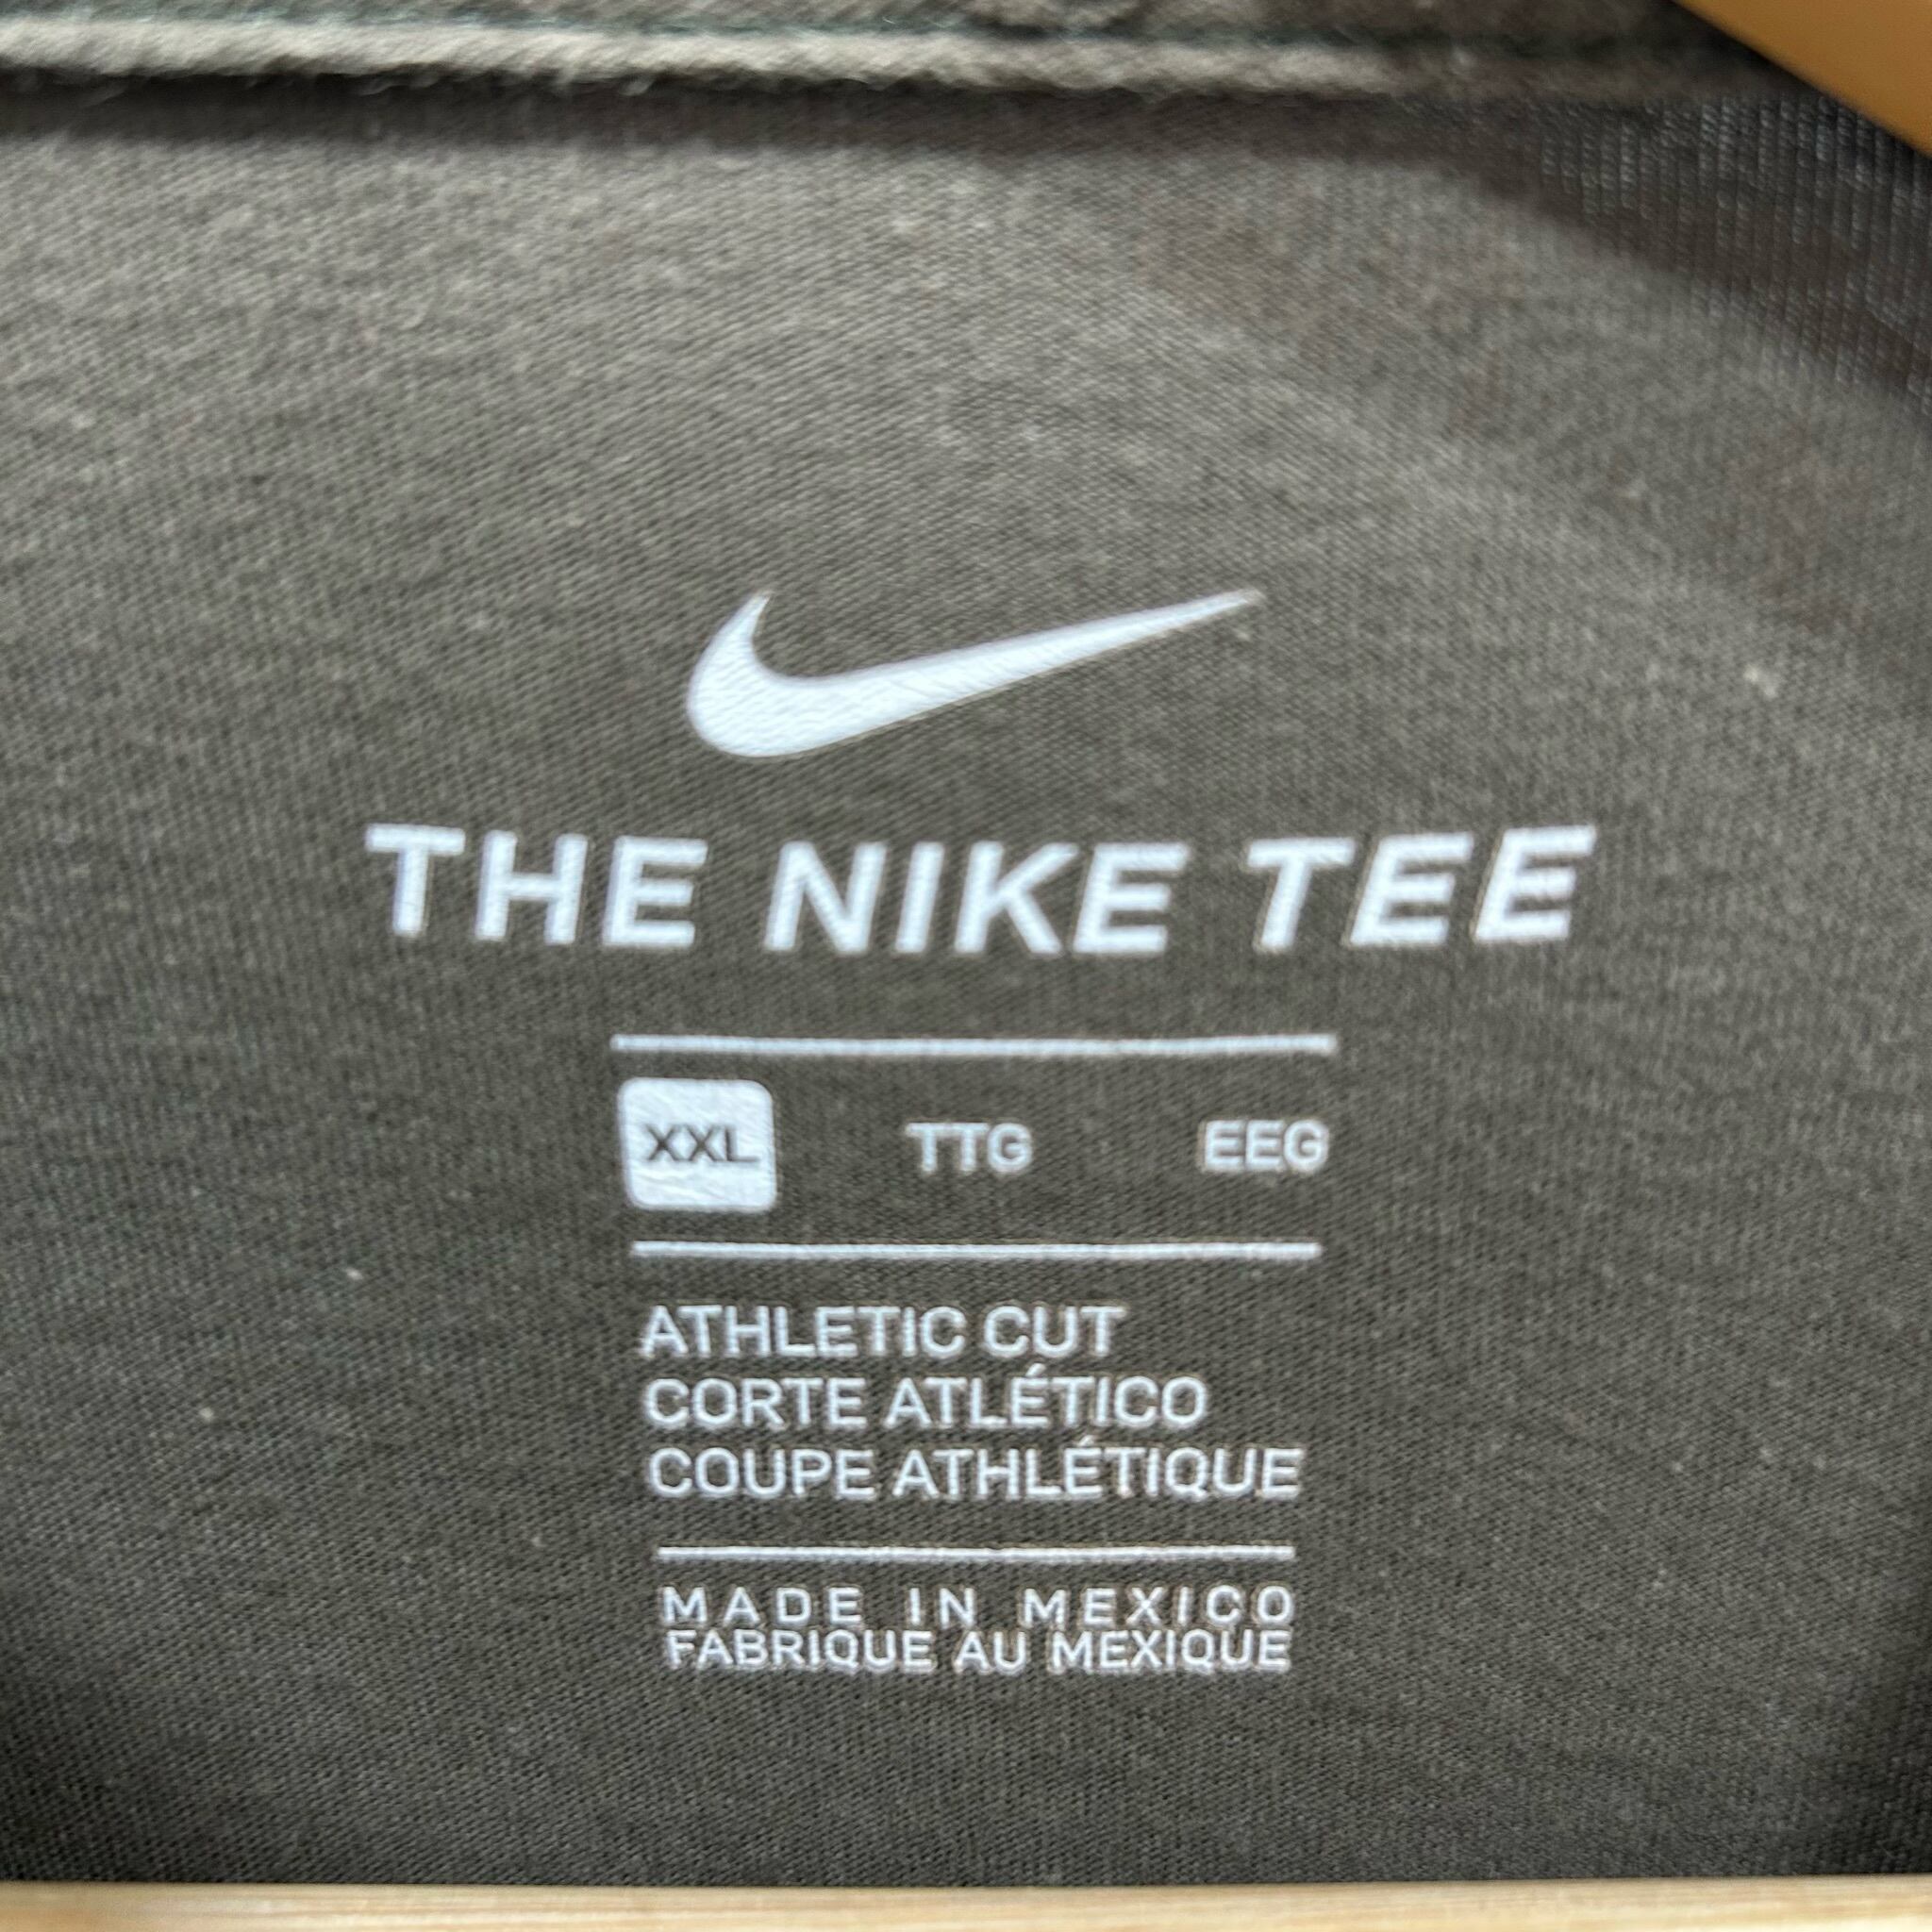 THE NIKE TEE
XXL TTG EEG
ATHLETIC CUT
CORTE ATLÉTICO
COUPE ATHLÉTIQUE
MADE IN MEXICO
FABRIQUE AU MEXIQUE